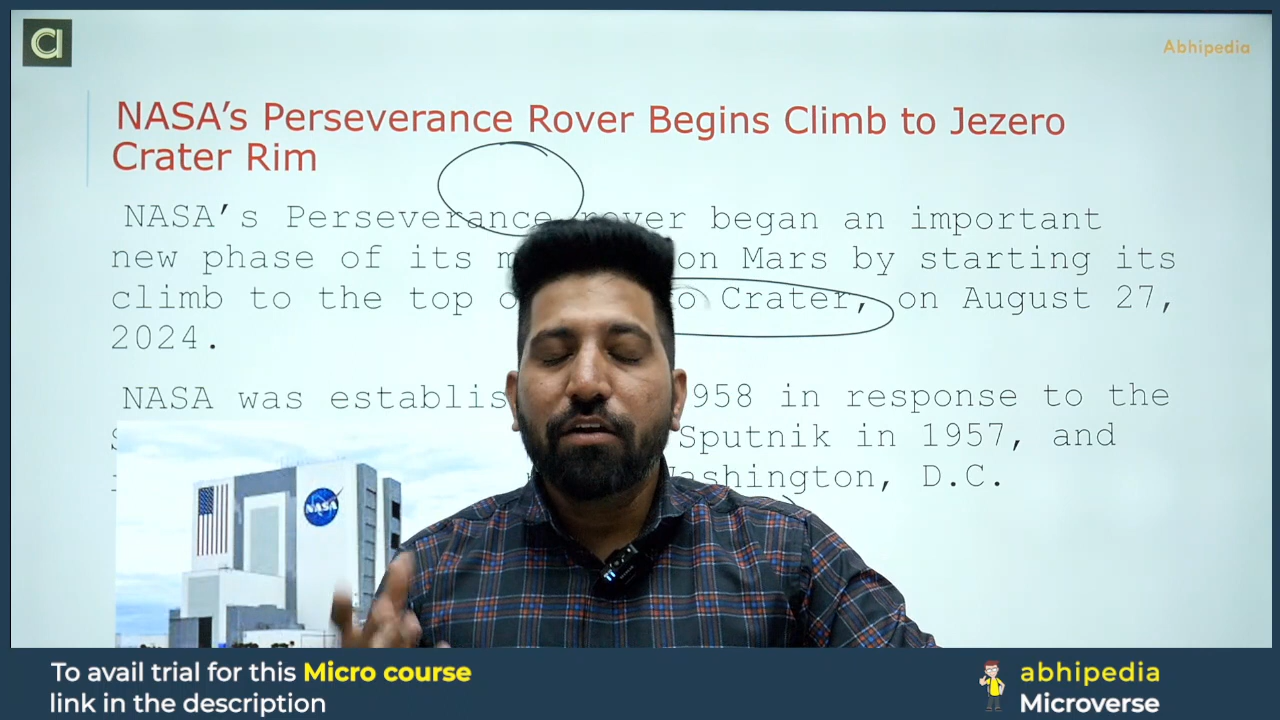 Abhipedia
NASA's Perseverance Rover Begins Climb to Jezero
Crater Rim
NASA's Perseverance rover began an important
new phase of its on Mars by starting its
climb to the top Crater, on August 27,
2024.
NASA was 958 in response to the
Sputnik in 1957, and
Washington, D.C.
NASA
To avail trial for this Micro course
link in the description
abhipedia
Microverse